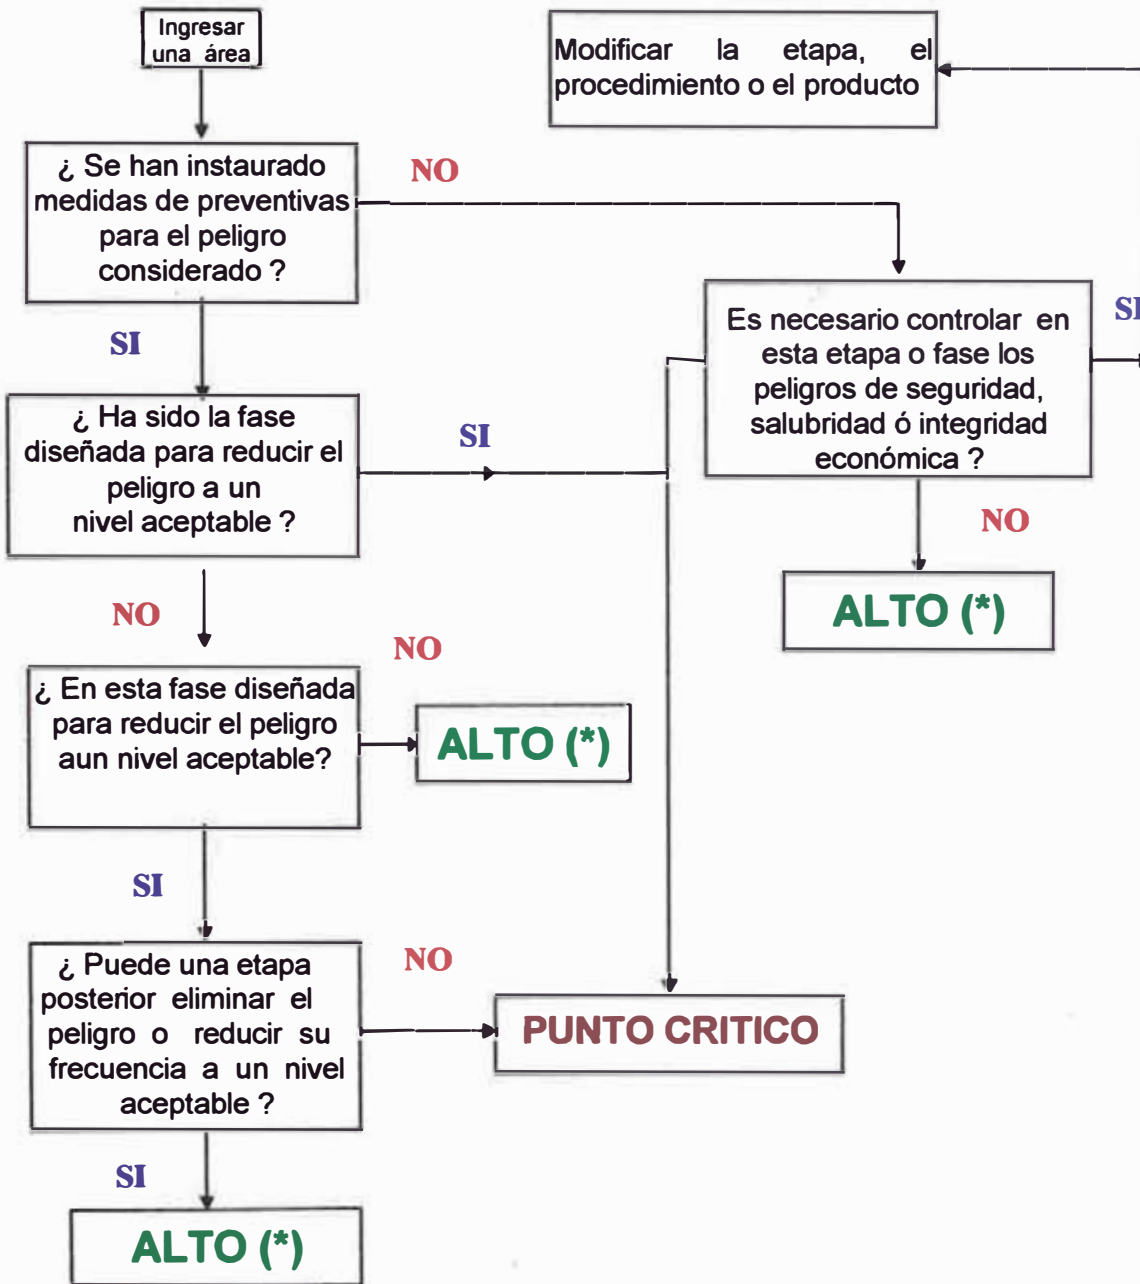 Ingresar
una área
Modificar la etapa, el
procedimiento o el producto
¿ Se han instaurado
medidas de preventivas
para el peligro
considerado ?
NO
SI
Es necesario controlar en
esta etapa o fase los
peligros de seguridad,
salubridad ó integridad
económica ?
SI
¿ Ha sido la fase
diseñada para reducir el
peligro a un
nivel aceptable ?
SI
NO
ALTO (*)
NO
¿ En esta fase diseñada
para reducir el peligro
aun nivel aceptable?
NO
ALTO (*)
SI
¿ Puede una etapa
posterior eliminar el
peligro o reducir su
frecuencia a un nivel
aceptable ?
NO
PUNTO CRITICO
SI
ALTO (*)